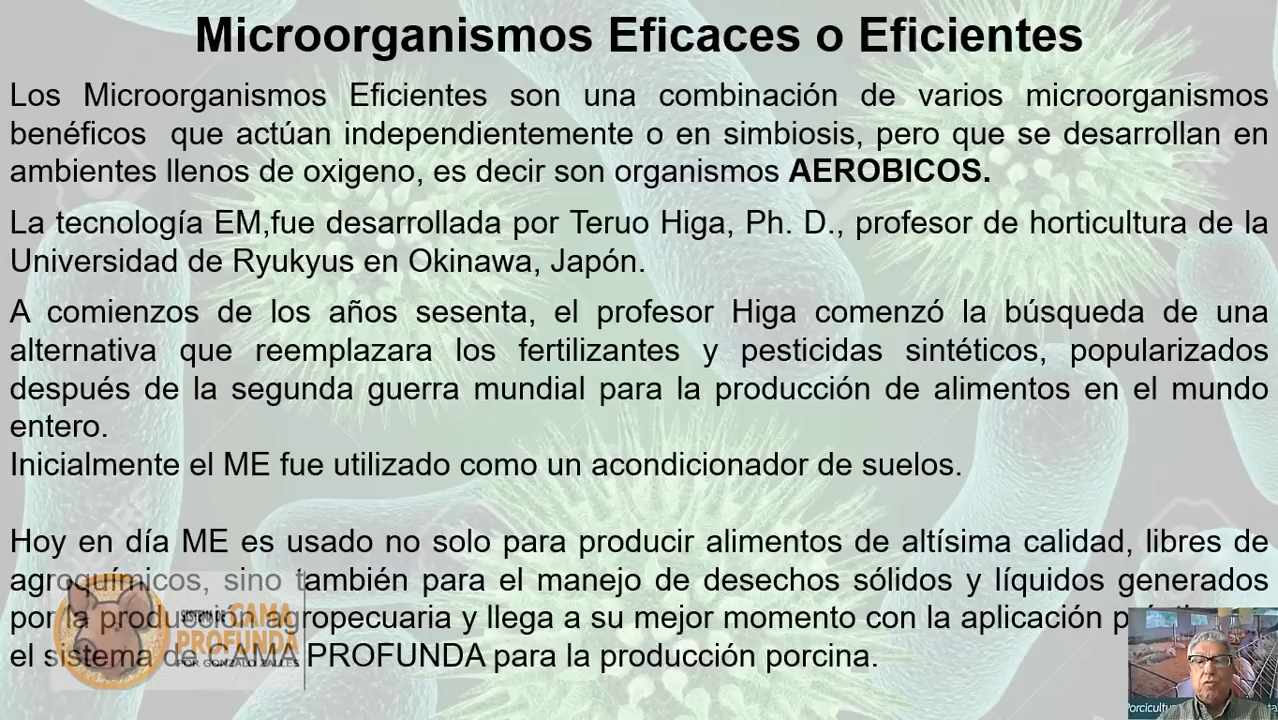 Microorganismos Eficaces o Eficientes
Los Microorganismos Eficientes son una combinación de varios microorganismos
benéficos que actúan independientemente o en simbiosis, pero que se desarrollan en
ambientes llenos de oxigeno, es decir son organismos AEROBICOS.
La tecnología EM,fue desarrollada por Teruo Higa, Ph. D., profesor de horticultura de la
Universidad de Ryukyus en Okinawa, Japón.
A comienzos de los años sesenta, el profesor Higa comenzó la búsqueda de una
alternativa que reemplazara los fertilizantes y pesticidas sintéticos, popularizados
después de la segunda guerra mundial para la producción de alimentos en el mundo
entero.
Inicialmente el ME fue utilizado como un acondicionador de suelos.
Hoy en día ME es usado no solo para producir alimentos de altísima calidad, libres de
agroquímicos, sino también para el manejo de desechos sólidos y líquidos generados
por la producción agropecuaria y llega a su mejor momento con la aplicación
el sistema de CAMA PROFUNDA para la producción porcina.
SISTEMA DE CAMA
PROFUNDA
POR GONZALO ZALLES